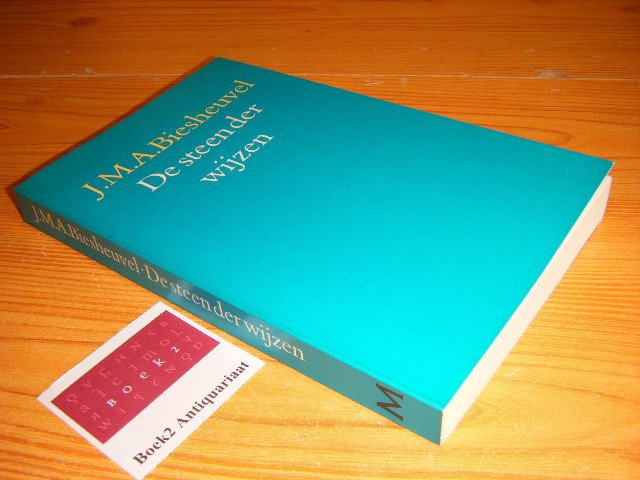 J.M.A. Biesheuvel
De steen der
wijzen
J.M.A. Biesheuvel · De steen der wijzen
M
BOEK2
Boek2 Antiquariaat